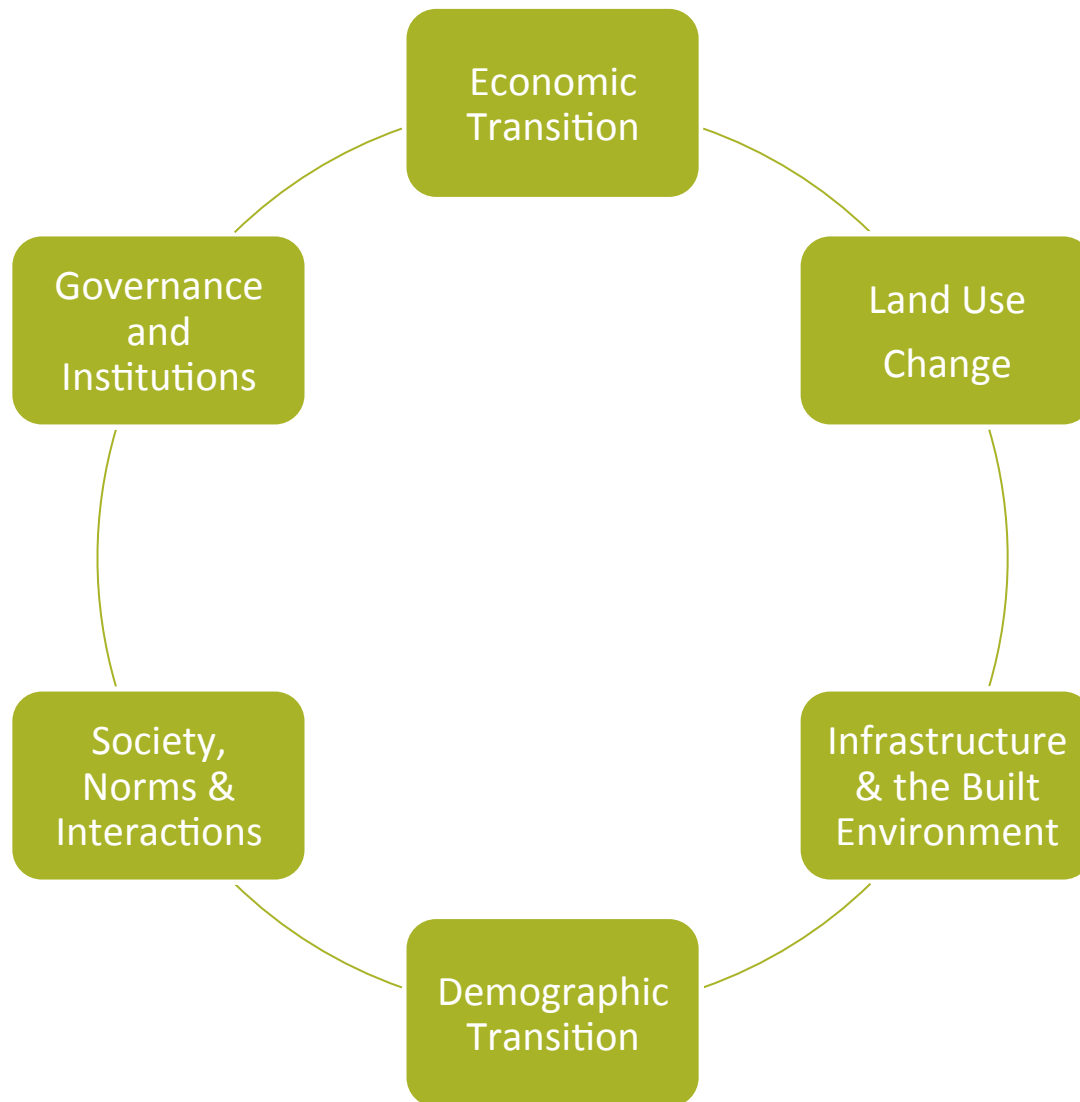 Economic
Transition
Land Use
Change
Infrastructure
& the Built
Environment
Demographic
Transition
Society,
Norms &
Interactions
Governance
and
Institutions